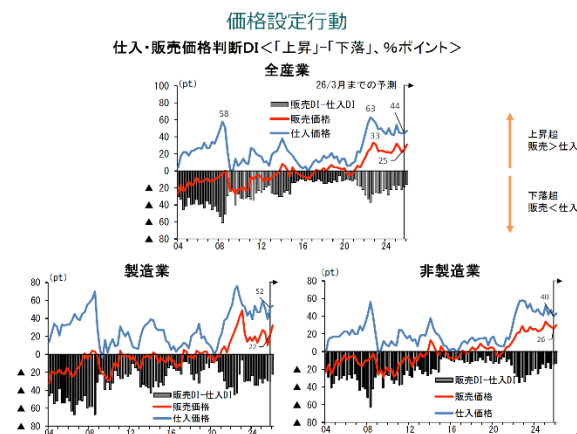 価格設定行動
仕入・販売価格判断DI＜「上昇」-「下落」、%ポイント＞
全産業
(pt)
26/3月までの予測
100
80
60
40
20
0
▲ 20
▲ 40
▲ 60
▲ 80
04 08 12 16 20 24
販売DI-仕入DI
販売価格
仕入価格
58
63
33
44
25
上昇超
販売>仕入
下落超
販売<仕入
製造業
(pt)
80
60
40
20
0
▲ 20
▲ 40
▲ 60
▲ 80
04 08 12 16 20 24
52
22
販売DI-仕入DI
販売価格
仕入価格
非製造業
(pt)
80
60
40
20
0
▲ 20
▲ 40
▲ 60
▲ 80
04 08 12 16 20 24
40
26
販売DI-仕入DI
販売価格
仕入価格